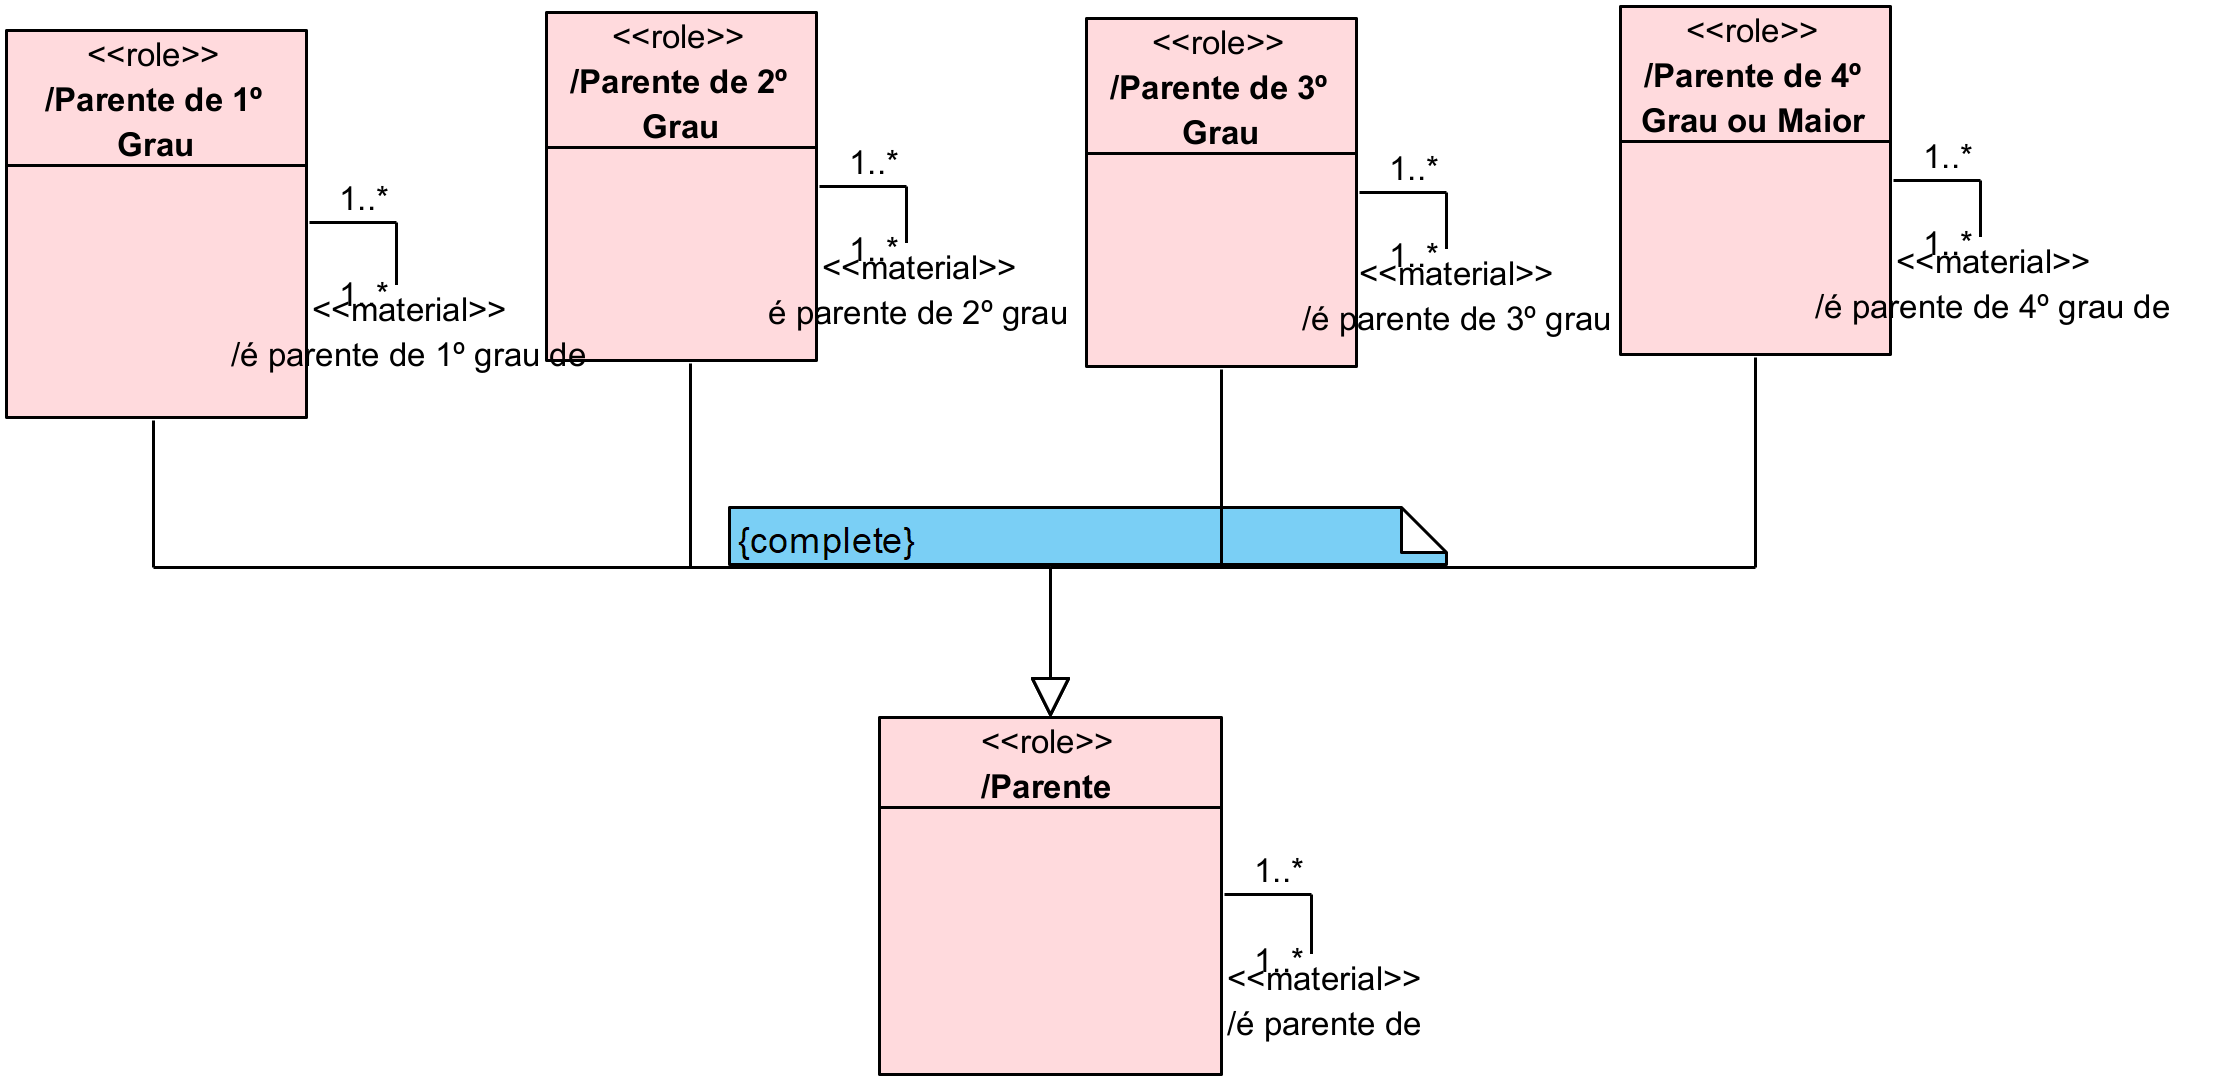 <<role>>
/Parente de 1º
Grau
1..*
1..*
<<material>>
/é parente de 1º grau de
<<role>>
/Parente de 2º
Grau
1..*
1..*
<<material>>
é parente de 2º grau
<<role>>
/Parente de 3º
Grau
1..*
1..*
<<material>>
/é parente de 3º grau
<<role>>
/Parente de 4º
Grau ou Maior
1..*
1..*
<<material>>
/é parente de 4º grau de
{complete}
<<role>>
/Parente
1..*
1..*
<<material>>
/é parente de